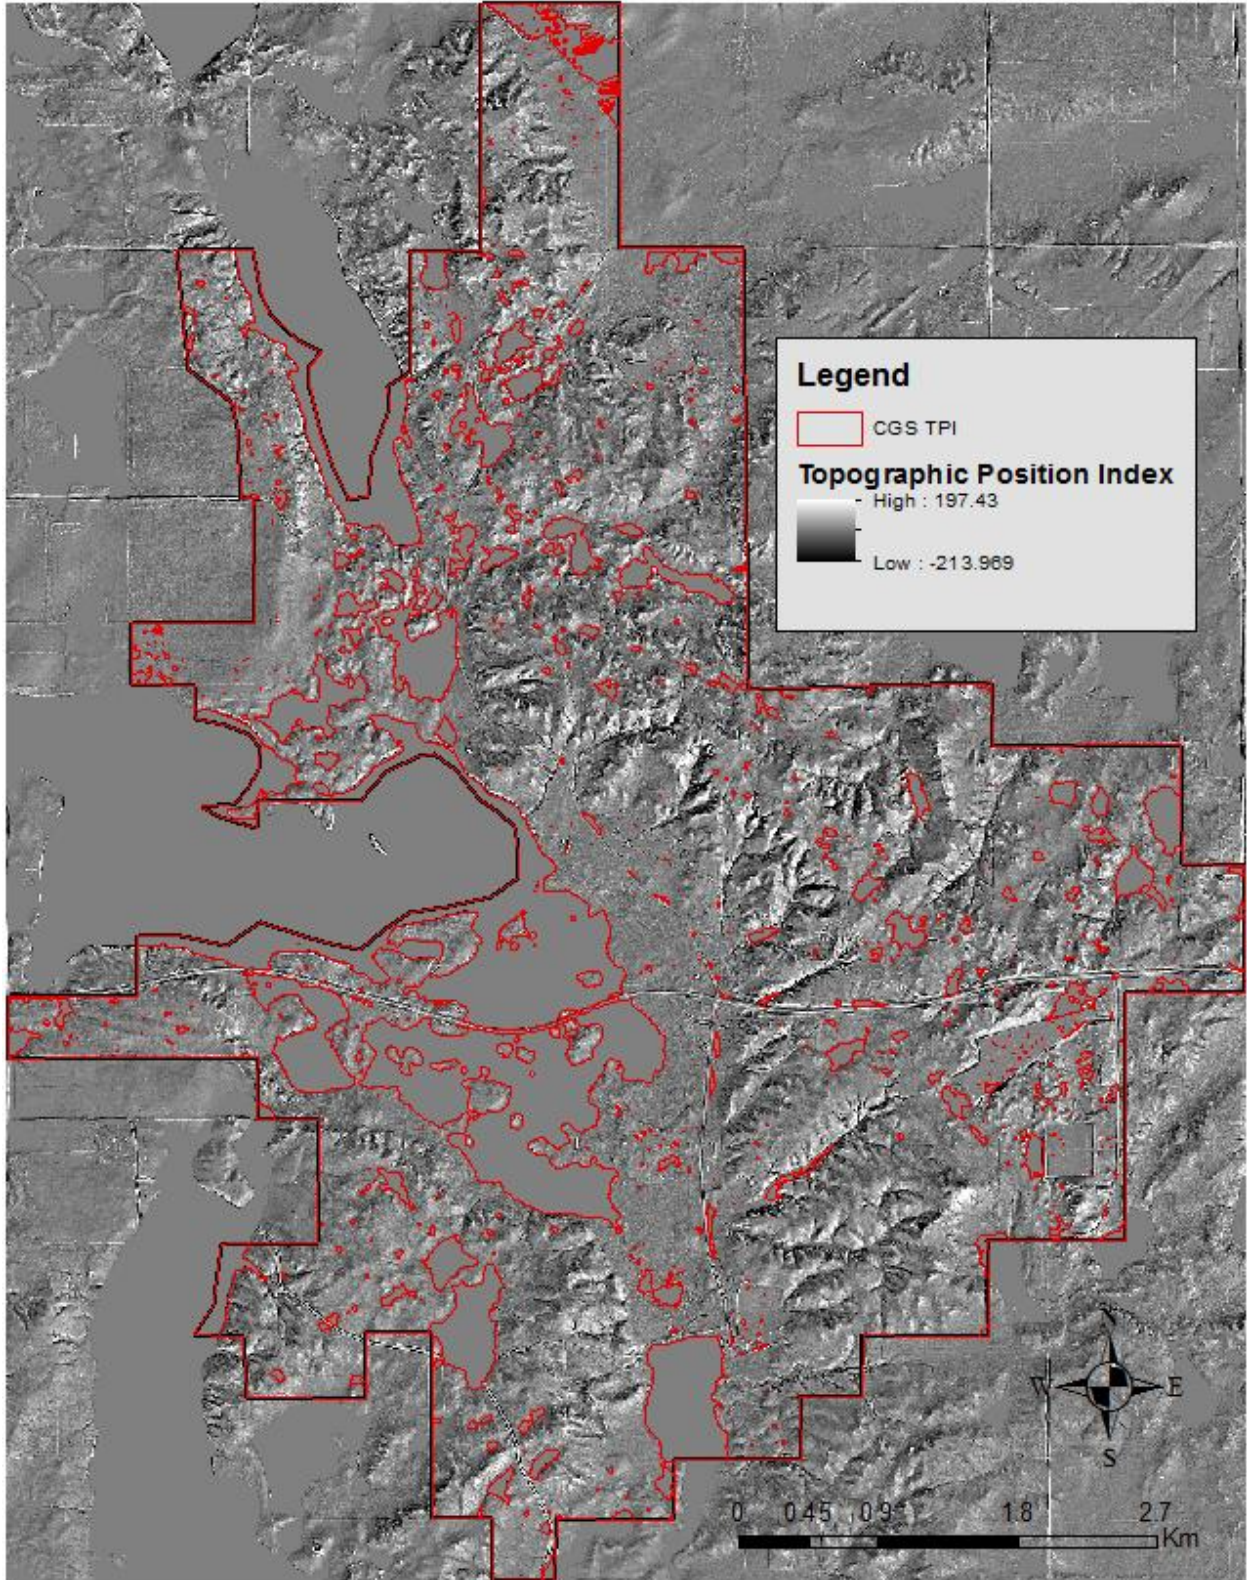 Legend
CGS TPI
Topographic Position Index
High : 197.43
Low : -213.969
N
W E
S
0 0.45 0.9 1.8 2.7
Km